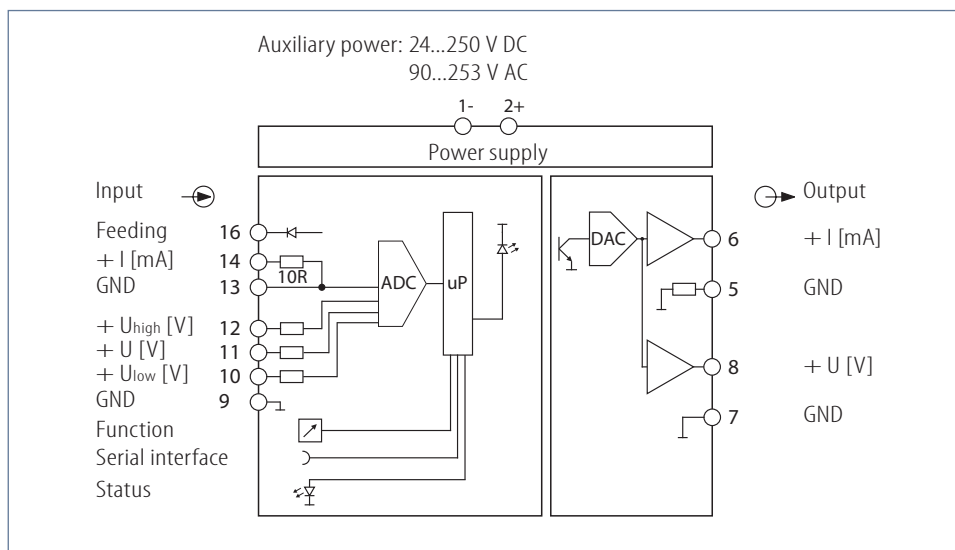 Auxiliary power: 24...250 V DC
90...253 V AC
1- 2+
Power supply
Input
Output
Feeding 16
+ I [mA] 14
10R
GND 13
ADC
uP
DAC
6 + I [mA]
5 GND
+ Uhigh [V] 12
+ U [V] 11
+ Ulow [V] 10
GND 9
8 + U [V]
7 GND
Function
Serial interface
Status